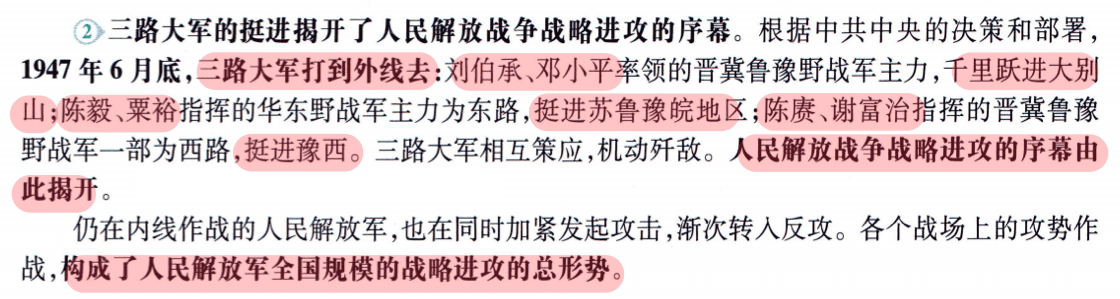 ②三路大军的挺进揭开了人民解放战争战略进攻的序幕。根据中共中央的决策和部署，
1947年6月底，三路大军打到外线去：刘伯承、邓小平率领的晋冀鲁豫野战军主力，千里跃进大别
山；陈毅、粟裕指挥的华东野战军主力为东路，挺进苏鲁豫皖地区；陈赓、谢富治指挥的晋冀鲁豫
野战军一部为西路，挺进豫西。三路大军相互策应，机动歼敌。人民解放战争战略进攻的序幕由
此揭开。
仍在内线作战的人民解放军，也在同时加紧发起攻击，渐次转入反攻。各个战场上的攻势作
战，构成了人民解放军全国规模的战略进攻的总形势。